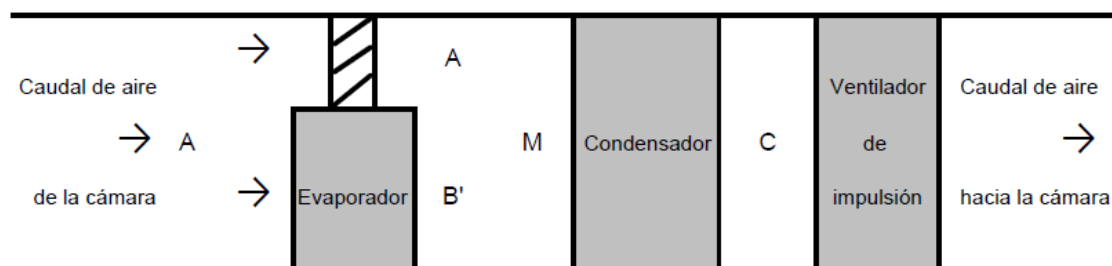 Caudal de aire
A
de la cámara
Evaporador
A
B'
M
Condensador
C
Ventilador
de
impulsión
Caudal de aire
hacia la cámara